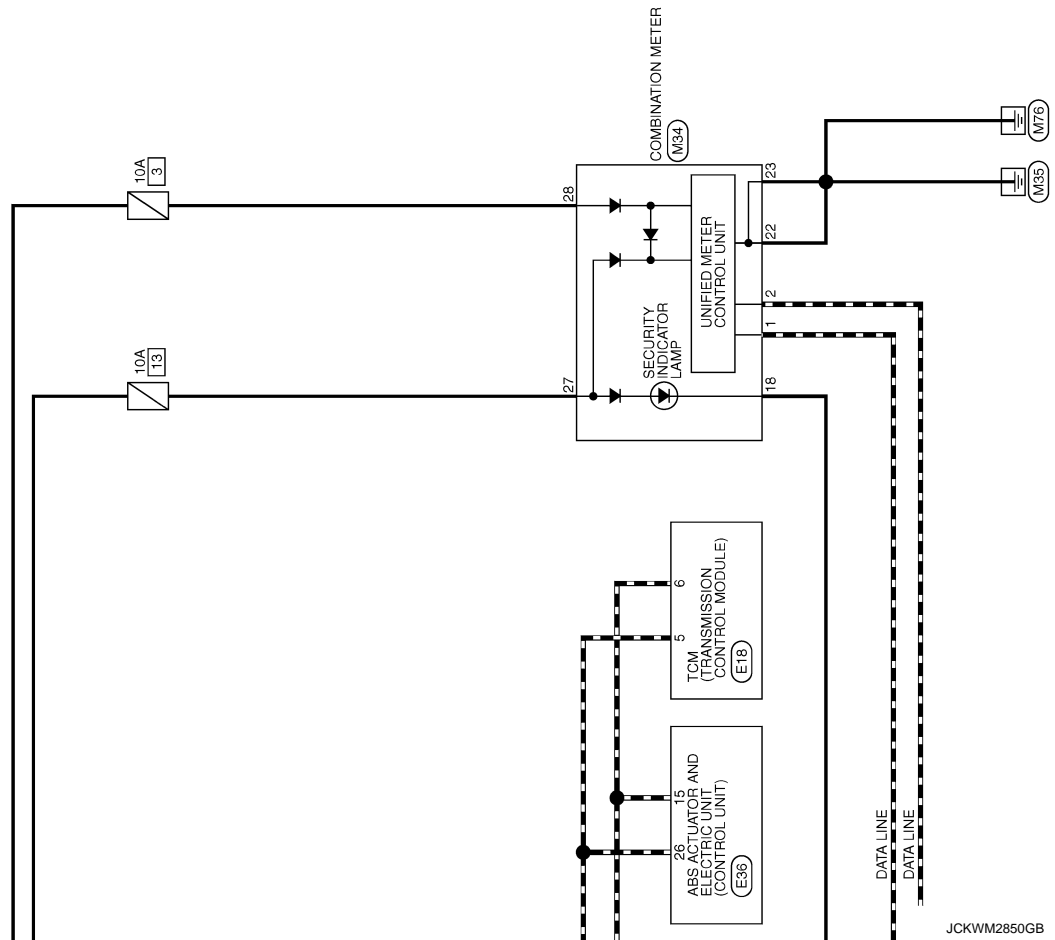 10A
3
28
COMBINATION METER
M34
UNIFIED METER
CONTROL UNIT
23
22
2
1
M76
M35
10A
13
27
SECURITY
INDICATOR
LAMP
18
6
5
TCM
(TRANSMISSION
CONTROL MODULE)
E18
15
26
ABS ACTUATOR AND
ELECTRIC UNIT
(CONTROL UNIT)
E36
DATA LINE
DATA LINE
JCKWM2850GB